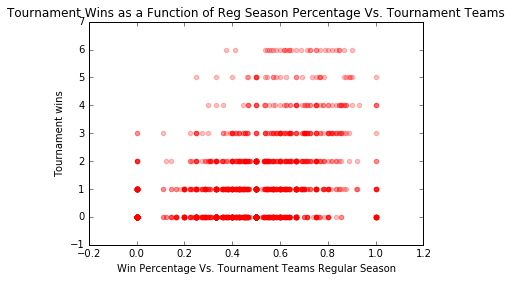 Tournament Wins as a Function of Reg Season Percentage Vs. Tournament Teams
7
6
5
4
3
2
1
0
−1
Tournament wins
−0.2 0.0 0.2 0.4 0.6 0.8 1.0 1.2
Win Percentage Vs. Tournament Teams Regular Season